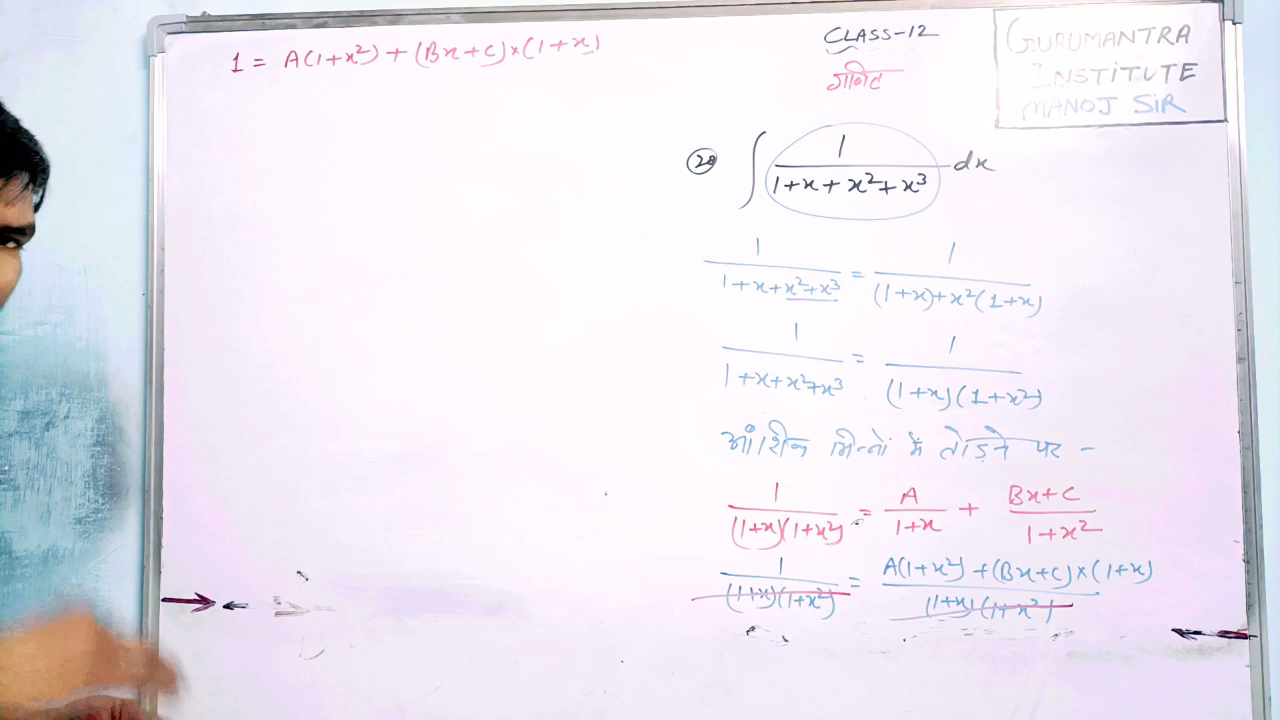 1 = A(1+x²) + (Bx+C)×(1+x)
CLASS-12
गणित
GURUMANTRA
INSTITUTE
MANOJ SIR
∫ 1/(1+x+x²+x³) dx
1/(1+x+x²+x³) = 1/((1+x)+x²(1+x))
1/(1+x+x²+x³) = 1/((1+x)(1+x²))
आंशिक भिन्नों में तोड़ने पर -
1/((1+x)(1+x²)) = A/(1+x) + (Bx+C)/(1+x²)
1/((1+x)(1+x²)) = (A(1+x²)+(Bx+C)×(1+x))/((1+x)(1+x²))